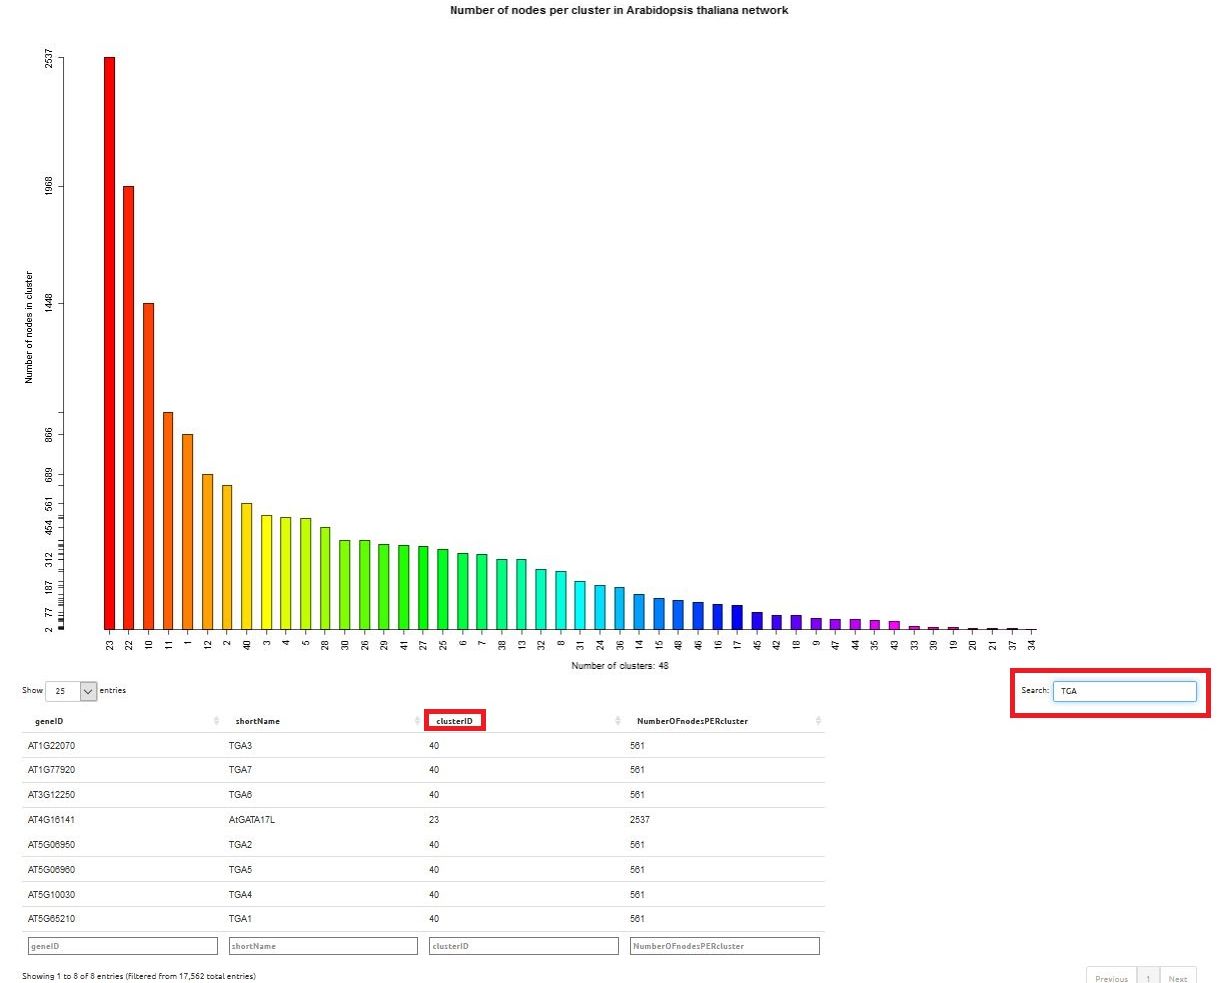 Number of nodes per cluster in Arabidopsis thaliana network
Number of nodes in cluster
2537
1968
1448
866
689
561
454
312
187
77
2
23 22 10 11 1 12 2 40 3 4 5 28 30 26 29 41 27 25 6 7 38 13 32 8 31 24 36 14 15 48 46 16 17 45 42 18 9 47 44 35 43 33 39 19 20 21 37 34
Number of clusters: 48
Show 25 entries Search: TGA
geneID shortName clusterID NumberOfnodesPERcluster
AT1G22070 TGA3 40 561
AT1G77920 TGA7 40 561
AT3G12250 TGA6 40 561
AT4G16141 AtGATA17L 23 2537
AT5G06950 TGA2 40 561
AT5G06960 TGA5 40 561
AT5G10030 TGA4 40 561
AT5G65210 TGA1 40 561
geneID shortName clusterID NumberOfnodesPERcluster
Showing 1 to 8 of 8 entries (filtered from 17,562 total entries)
Previous 1 Next